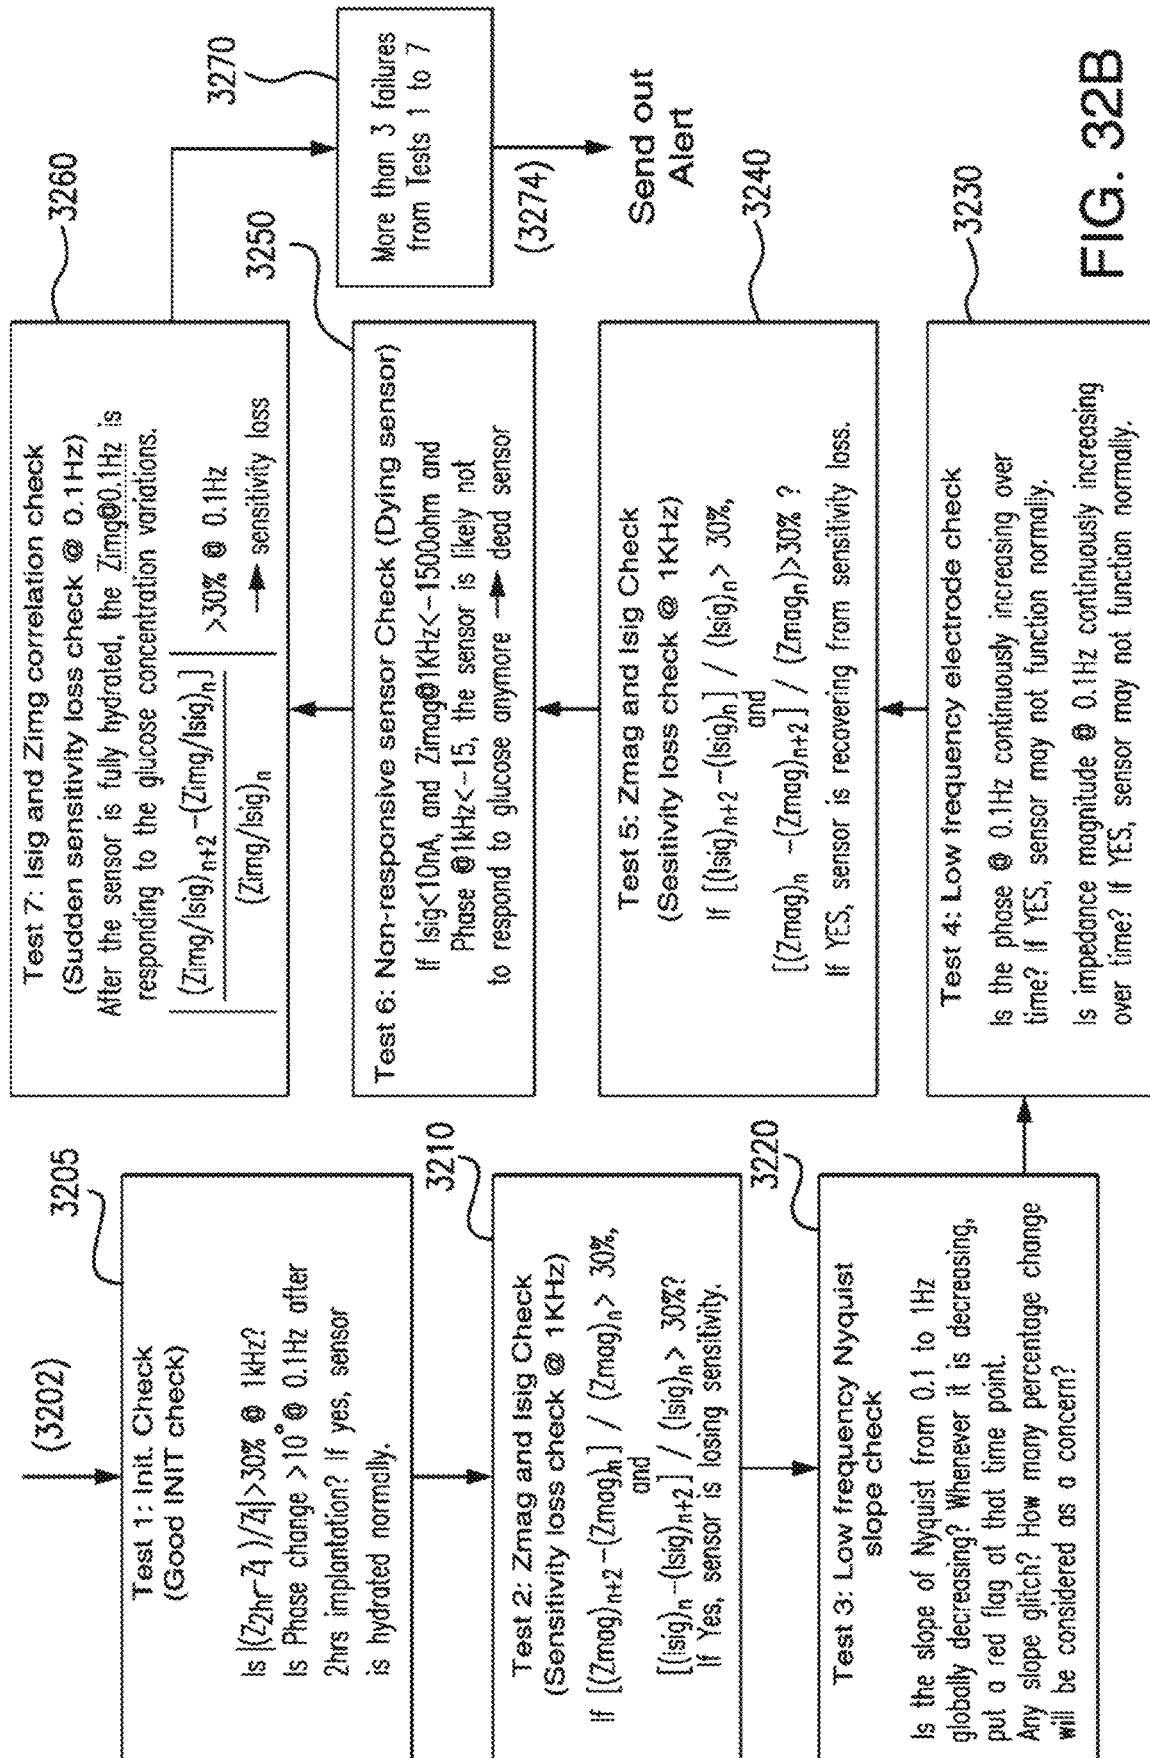 (3202)
3205
Test 1: Init. Check
(Good INIT check)
Is |(Z2hr-Z1)/Z1|>30% @ 1kHz?
Is Phase change >10° @ 0.1Hz after
2hrs implantation? If yes, sensor
is hydrated normally.
3210
Test 2: Zmag and Isig Check
(Sensitivity loss check @ 1KHz)
If [(Zmag)n+2-(Zmag)n] / (Zmag)n> 30%,
and
[(Isig)n-(Isig)n+2] / (Isig)n> 30%?
If Yes, sensor is losing sensitivity.
3220
Test 3: Low frequency Nyquist
slope check
Is the slope of Nyquist from 0.1 to 1Hz
globally decreasing? Whenever it is decreasing,
put a red flag at that time point.
Any slope glitch? How many percentage change
will be considered as a concern?
3230
Test 4: Low frequency electrode check
Is the phase @ 0.1Hz continuously increasing over
time? If YES, sensor may not function normally.
Is impedance magnitude @ 0.1Hz continuously increasing
over time? If YES, sensor may not function normally.
3240
Test 5: Zmag and Isig Check
(Sesitivity loss check @ 1KHz)
If [(Isig)n+2-(Isig)n] / (Isig)n> 30%,
and
[(Zmag)n -(Zmag)n+2] / (Zmagn)>30% ?
If YES, sensor is recovering from sensitivity loss.
3250
Test 6: Non-responsive sensor Check (Dying sensor)
If Isig<10nA, and Zimag@1KHz<-1500ohm and
Phase @1kHz<-15, the sensor is likely not
to respond to glucose anymore → dead sensor
3260
Test 7: Isig and Zimg correlation check
(Sudden sensitivity loss check @ 0.1Hz)
After the sensor is fully hydrated, the Zimg@0.1Hz is
responding to the glucose concentration variations.
|(Zimg/Isig)n+2-(Zimg/Isig)n]| >30% @ 0.1Hz
(Zimg/Isig)n → sensitivity loss
3270
More than 3 failures
from Tests 1 to 7
(3274)
Send out
Alert
FIG. 32B